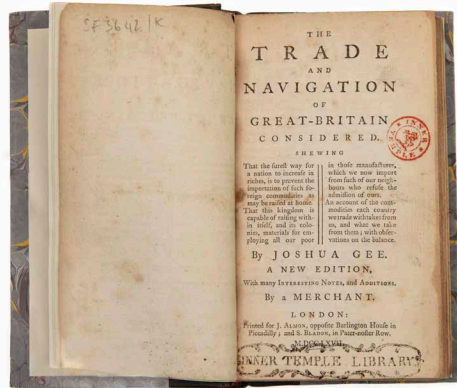 SF 3642/K
THE
TRADE
AND
NAVIGATION
OF
GREAT-BRITAIN
CONSIDERED.
SHEWING
That the surest way for
a nation to increase in
riches, is to prevent the
importation of such fo-
reign commodities as
may be raised at home
That this kingdom is
capable of raising with-
in itself, and its colo-
nies, materials for em-
ploying all our poor
in those manufactures,
which we now import
from such of our neigh-
bours who refuse the
admission of ours.
An account of the com-
modities each country
we trade with takes from
us, and what we take
from them; with obser-
vations on the balance.
By JOSHUA GEE.
A NEW EDITION,
With many INTERESTING NOTES, and ADDITIONS,
By a MERCHANT.
LONDON:
Printed for J. ALMON, opposite Burlington House in
Piccadilly; and S. BLADON, in Pater-noster Row.
M.DCC.LXVII.
INNER TEMPLE LIBRARY
INNER TEMPLE